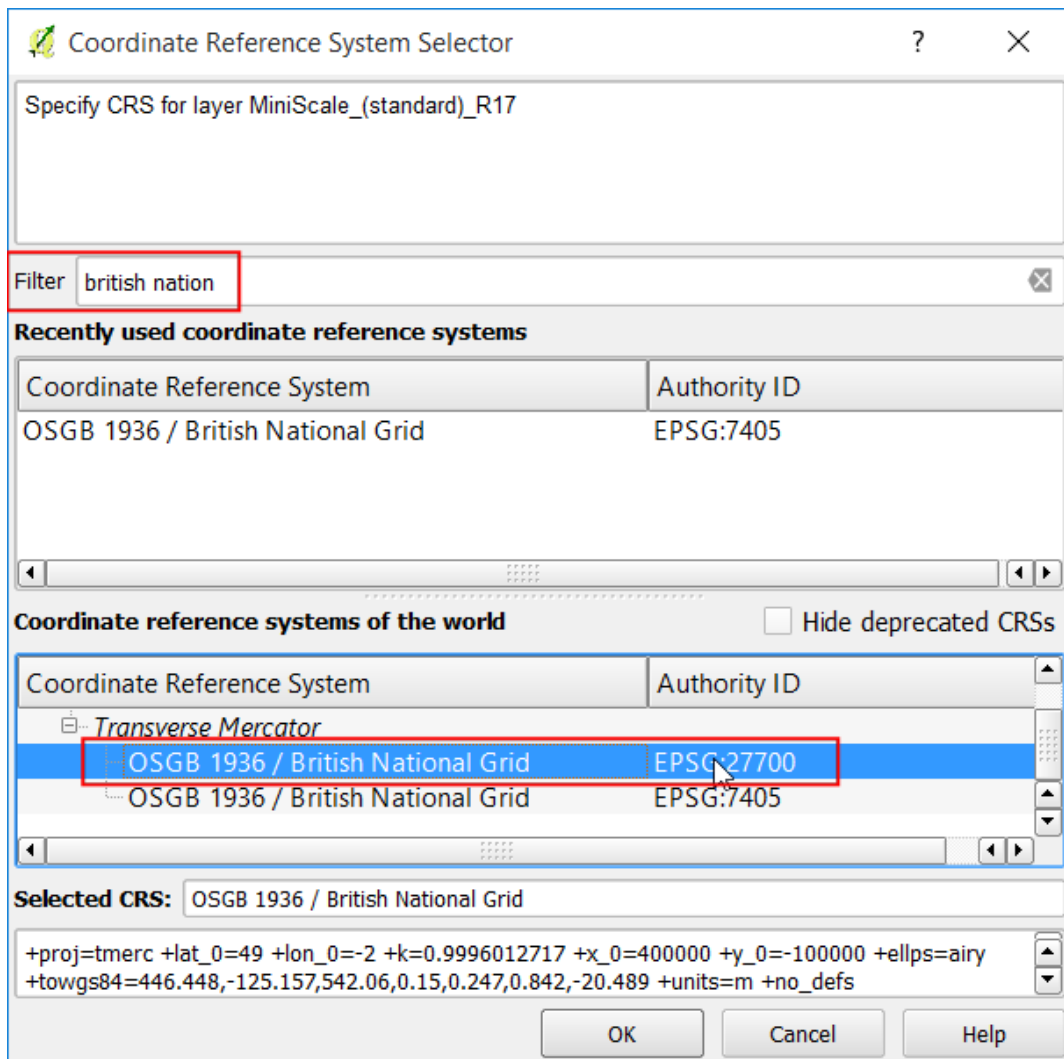 Coordinate Reference System Selector ?
Specify CRS for layer MiniScale_(standard)_R17
Filter british nation
Recently used coordinate reference systems
Coordinate Reference System Authority ID
OSGB 1936 / British National Grid EPSG:7405
Coordinate reference systems of the world Hide deprecated CRSs
Coordinate Reference System Authority ID
Transverse Mercator
OSGB 1936 / British National Grid EPSG:27700
OSGB 1936 / British National Grid EPSG:7405
Selected CRS: OSGB 1936 / British National Grid
+proj=tmerc +lat_0=49 +lon_0=-2 +k=0.9996012717 +x_0=400000 +y_0=-100000 +ellps=airy
+towgs84=446.448,-125.157,542.06,0.15,0.247,0.842,-20.489 +units=m +no_defs
OK Cancel Help